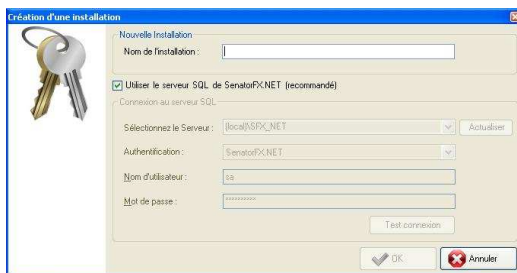 Création d'une installation
Nouvelle Installation
Nom de l'installation :
Utiliser le serveur SQL de SenatorFX.NET (recommandé)
Connexion au serveur SQL
Sélectionnez le Serveur : (local)\SFX_NET Actualiser
Authentification : SenatorFX.NET
Nom d'utilisateur : sa
Mot de passe : **********
Test connexion
OK Annuler